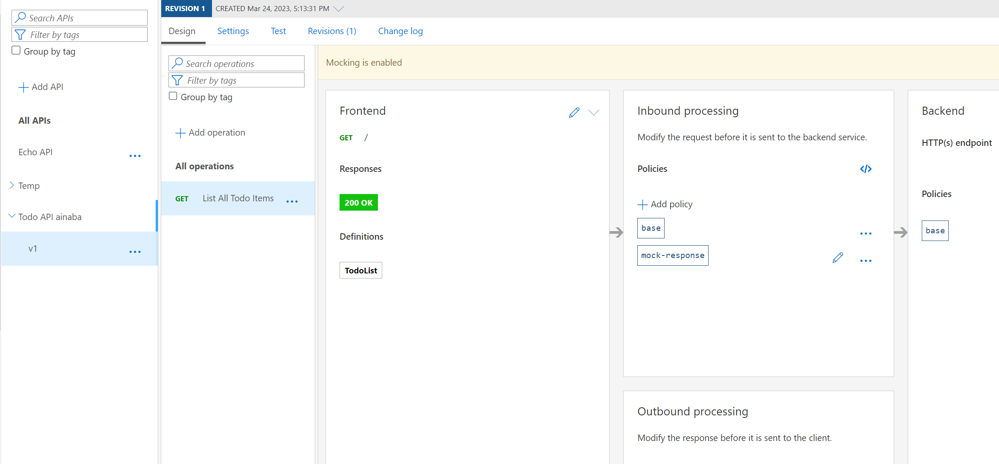 Search APIs
Filter by tags
Group by tag
Add API
All APIs
Echo API
Temp
Todo API ainaba
v1
REVISION 1 CREATED Mar 24, 2023, 5:13:31 PM
Design Settings Test Revisions (1) Change log
Search operations
Filter by tags
Group by tag
Add operation
All operations
GET List All Todo Items
Mocking is enabled
Frontend
GET /
Responses
200 OK
Definitions
TodoList
Inbound processing
Modify the request before it is sent to the backend service.
Policies
</>
Add policy
base
mock-response
Outbound processing
Modify the response before it is sent to the client.
Backend
HTTP(s) endpoint
Policies
base